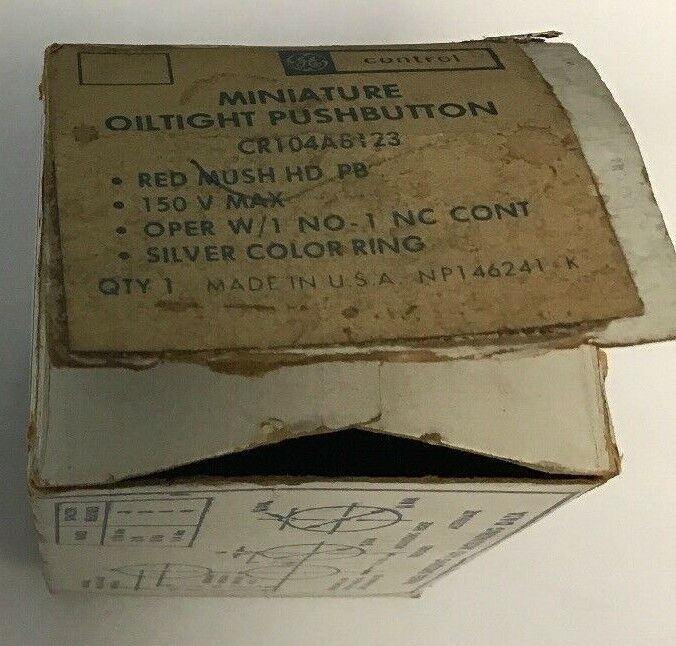 GE control
MINIATURE
OILTIGHT PUSHBUTTON
CR104A6123
• RED MUSH HD PB
• 150 V MAX
• OPER W/1 NO-1 NC CONT
• SILVER COLOR RING
QTY 1 MADE IN U.S.A. NP146241-K